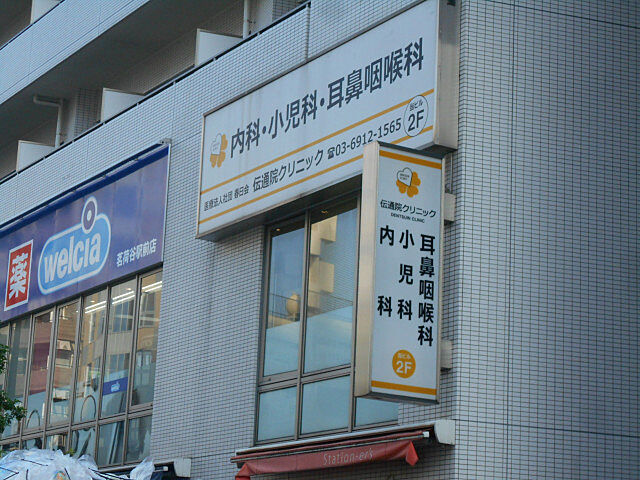 内科・小児科・耳鼻咽喉科
医療法人社団 春日会 伝通院クリニック ☎03-6912-1565
当ビル
2F
伝通院クリニック
DENTSUIN CLINIC
耳鼻咽喉科
小児科
内科
当ビル
2F
薬
welcia
茗荷谷駅前店
welcia
Station-er's